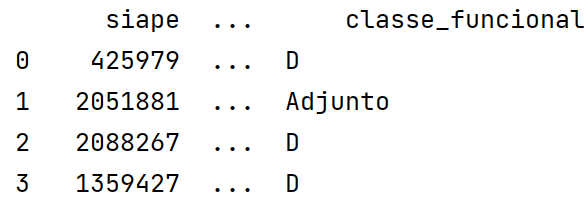 siape ... classe_funcional
0 425979 ... D
1 2051881 ... Adjunto
2 2088267 ... D
3 1359427 ... D